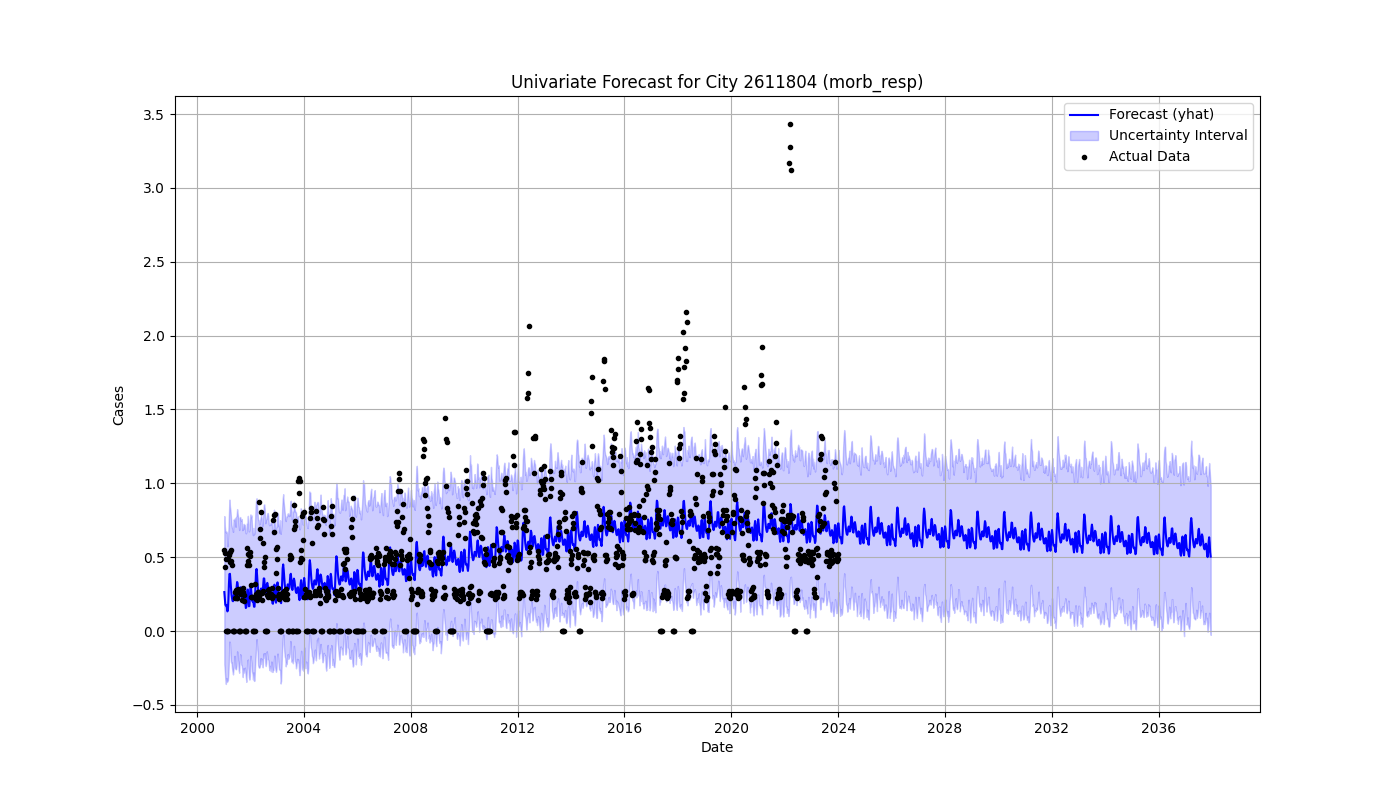 Univariate Forecast for City 2611804 (morb_resp)
Forecast (yhat)
Uncertainty Interval
Actual Data
Cases
3.5
3.0
2.5
2.0
1.5
1.0
0.5
0.0
−0.5
2000 2004 2008 2012 2016 2020 2024 2028 2032 2036
Date